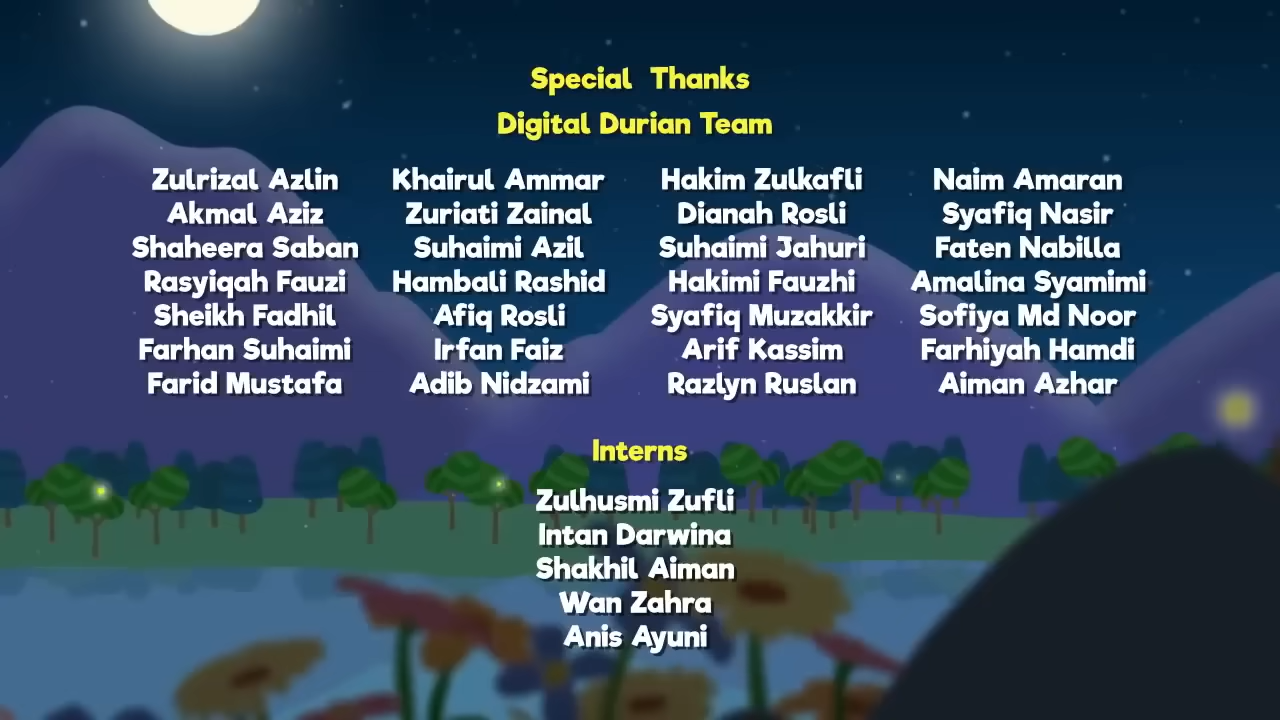 Special Thanks
Digital Durian Team
Zulrizal Azlin Khairul Ammar Hakim Zulkafli Naim Amaran
Akmal Aziz Zuriati Zainal Dianah Rosli Syafiq Nasir
Shaheera Saban Suhaimi Azil Suhaimi Jahuri Faten Nabilla
Rasyiqah Fauzi Hambali Rashid Hakimi Fauzhi Amalina Syamimi
Sheikh Fadhil Afiq Rosli Syafiq Muzakkir Sofiya Md Noor
Farhan Suhaimi Irfan Faiz Arif Kassim Farhiyah Hamdi
Farid Mustafa Adib Nidzami Razlyn Ruslan Aiman Azhar
Interns
Zulhusmi Zufli
Intan Darwina
Shakhil Aiman
Wan Zahra
Anis Ayuni